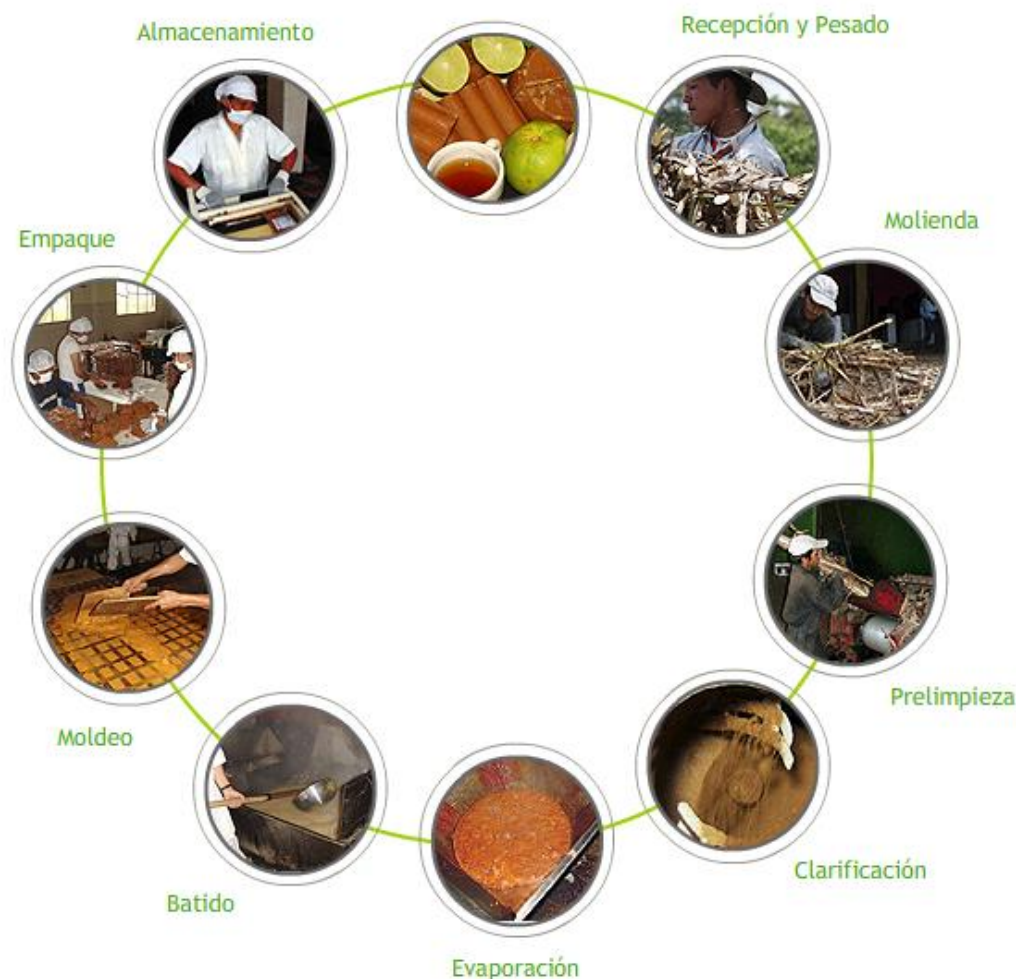 Almacenamiento
Recepción y Pesado
Empaque
Molienda
Prelimpieza
Moldeo
Clarificación
Batido
Evaporación